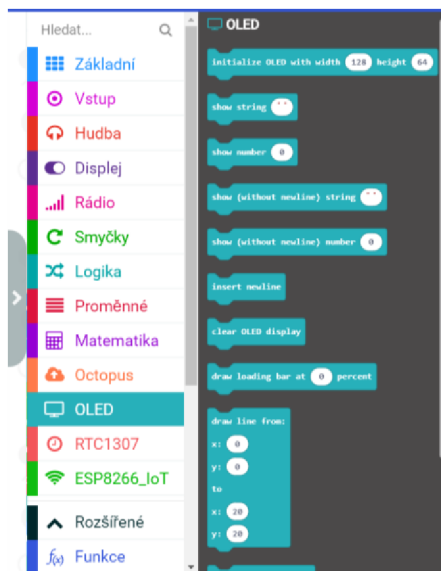 Hledat...
Základní
Vstup
Hudba
Displej
Rádio
Smyčky
Logika
Proměnné
Matematika
Octopus
OLED
RTC1307
ESP8266_IoT
Rozšířené
f(x) Funkce
OLED
initialize OLED with width 128 height 64
show string " "
show number 0
show (without newline) string " "
show (without newline) number 0
insert newline
clear OLED display
draw loading bar at 0 percent
draw line from:
x: 0
y: 0
to
x: 20
y: 20